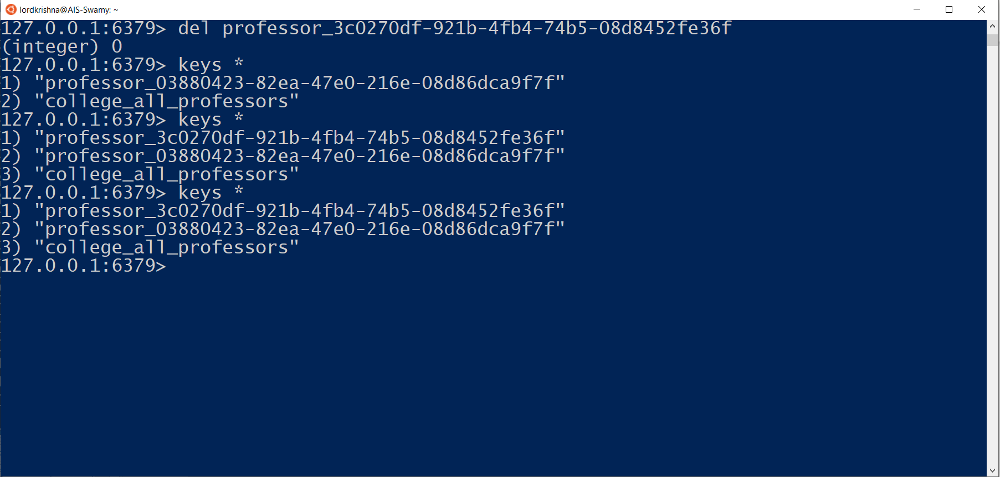 lordkrishna@AIS-Swamy: ~
127.0.0.1:6379> del professor_3c0270df-921b-4fb4-74b5-08d8452fe36f
(integer) 0
127.0.0.1:6379> keys *
1) "professor_03880423-82ea-47e0-216e-08d86dca9f7f"
2) "college_all_professors"
127.0.0.1:6379> keys *
1) "professor_3c0270df-921b-4fb4-74b5-08d8452fe36f"
2) "professor_03880423-82ea-47e0-216e-08d86dca9f7f"
3) "college_all_professors"
127.0.0.1:6379> keys *
1) "professor_3c0270df-921b-4fb4-74b5-08d8452fe36f"
2) "professor_03880423-82ea-47e0-216e-08d86dca9f7f"
3) "college_all_professors"
127.0.0.1:6379>